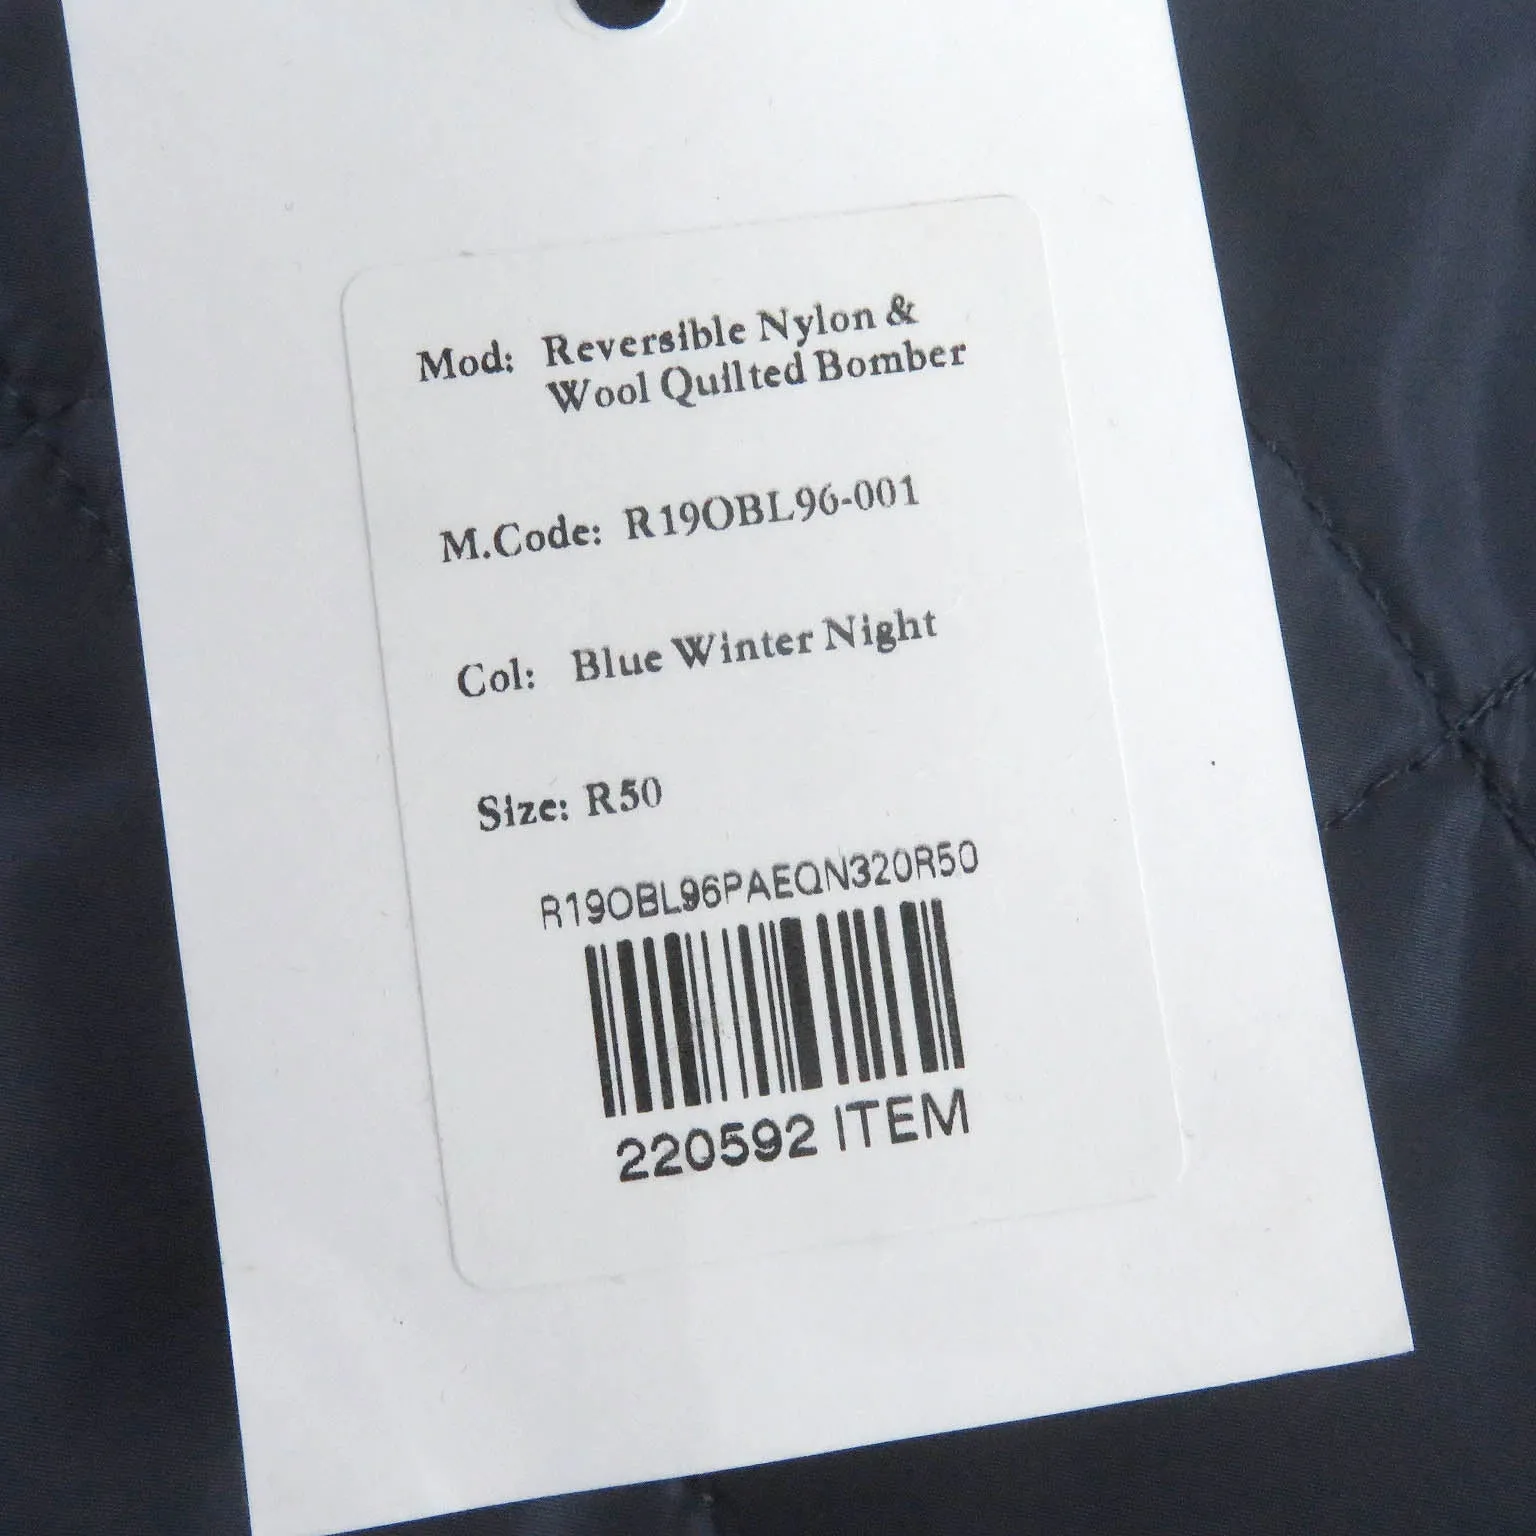 Mod: Reversible Nylon &
Wool Quilted Bomber
M.Code: R19OBL96-001
Col: Blue Winter Night
Size: R50
R19OBL96PAEQN320R50
220592 ITEM